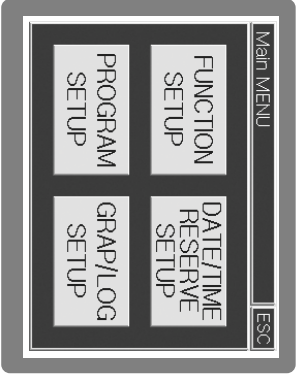 Main MENU
ESC
FUNCTION
SETUP
DATE/TIME
RESERVE
SETUP
PROGRAM
SETUP
GRAP/LOG
SETUP